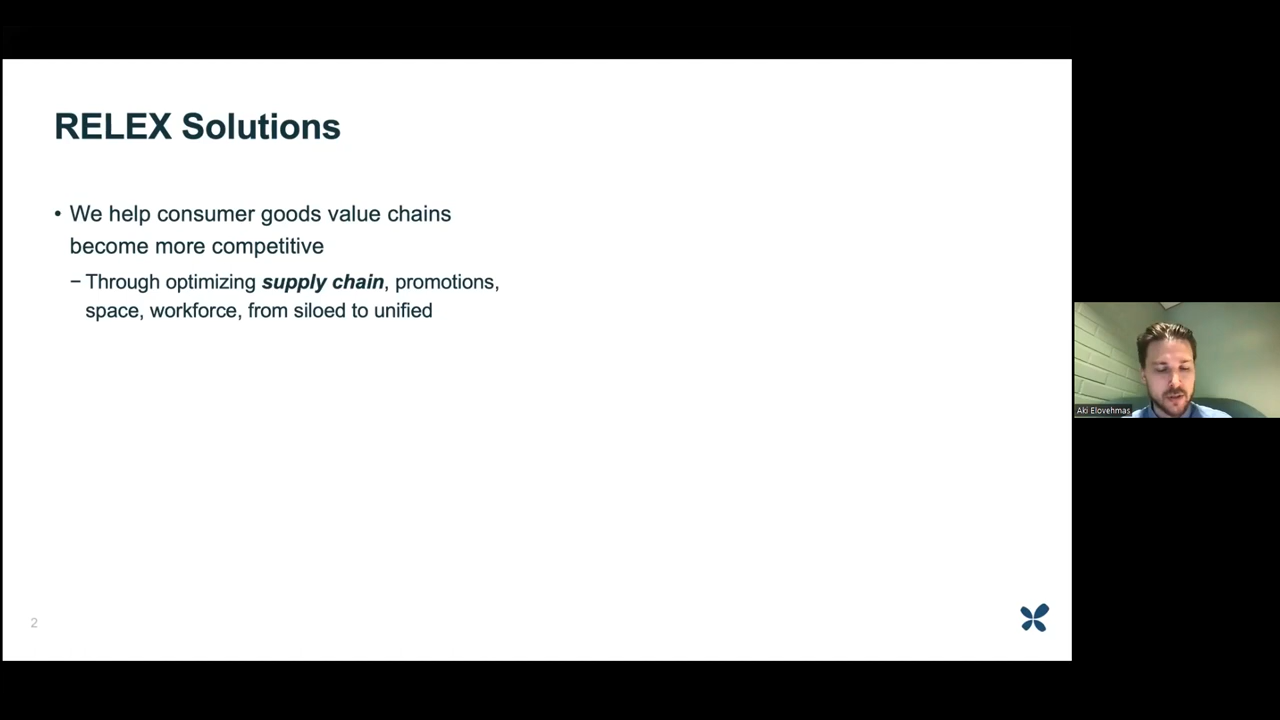 RELEX Solutions
• We help consumer goods value chains
become more competitive
– Through optimizing supply chain, promotions,
space, workforce, from siloed to unified
Aki Elovehmas
2